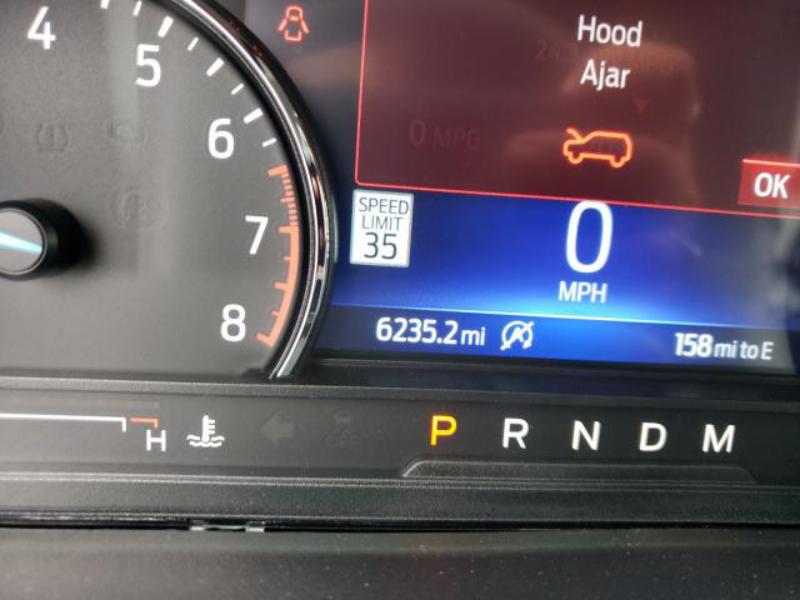 4
5
6
7
8
Hood
Ajar
0 MPG
OK
SPEED
LIMIT
35
0
MPH
6235.2 mi
158 mi to E
H
OFF
P R N D M